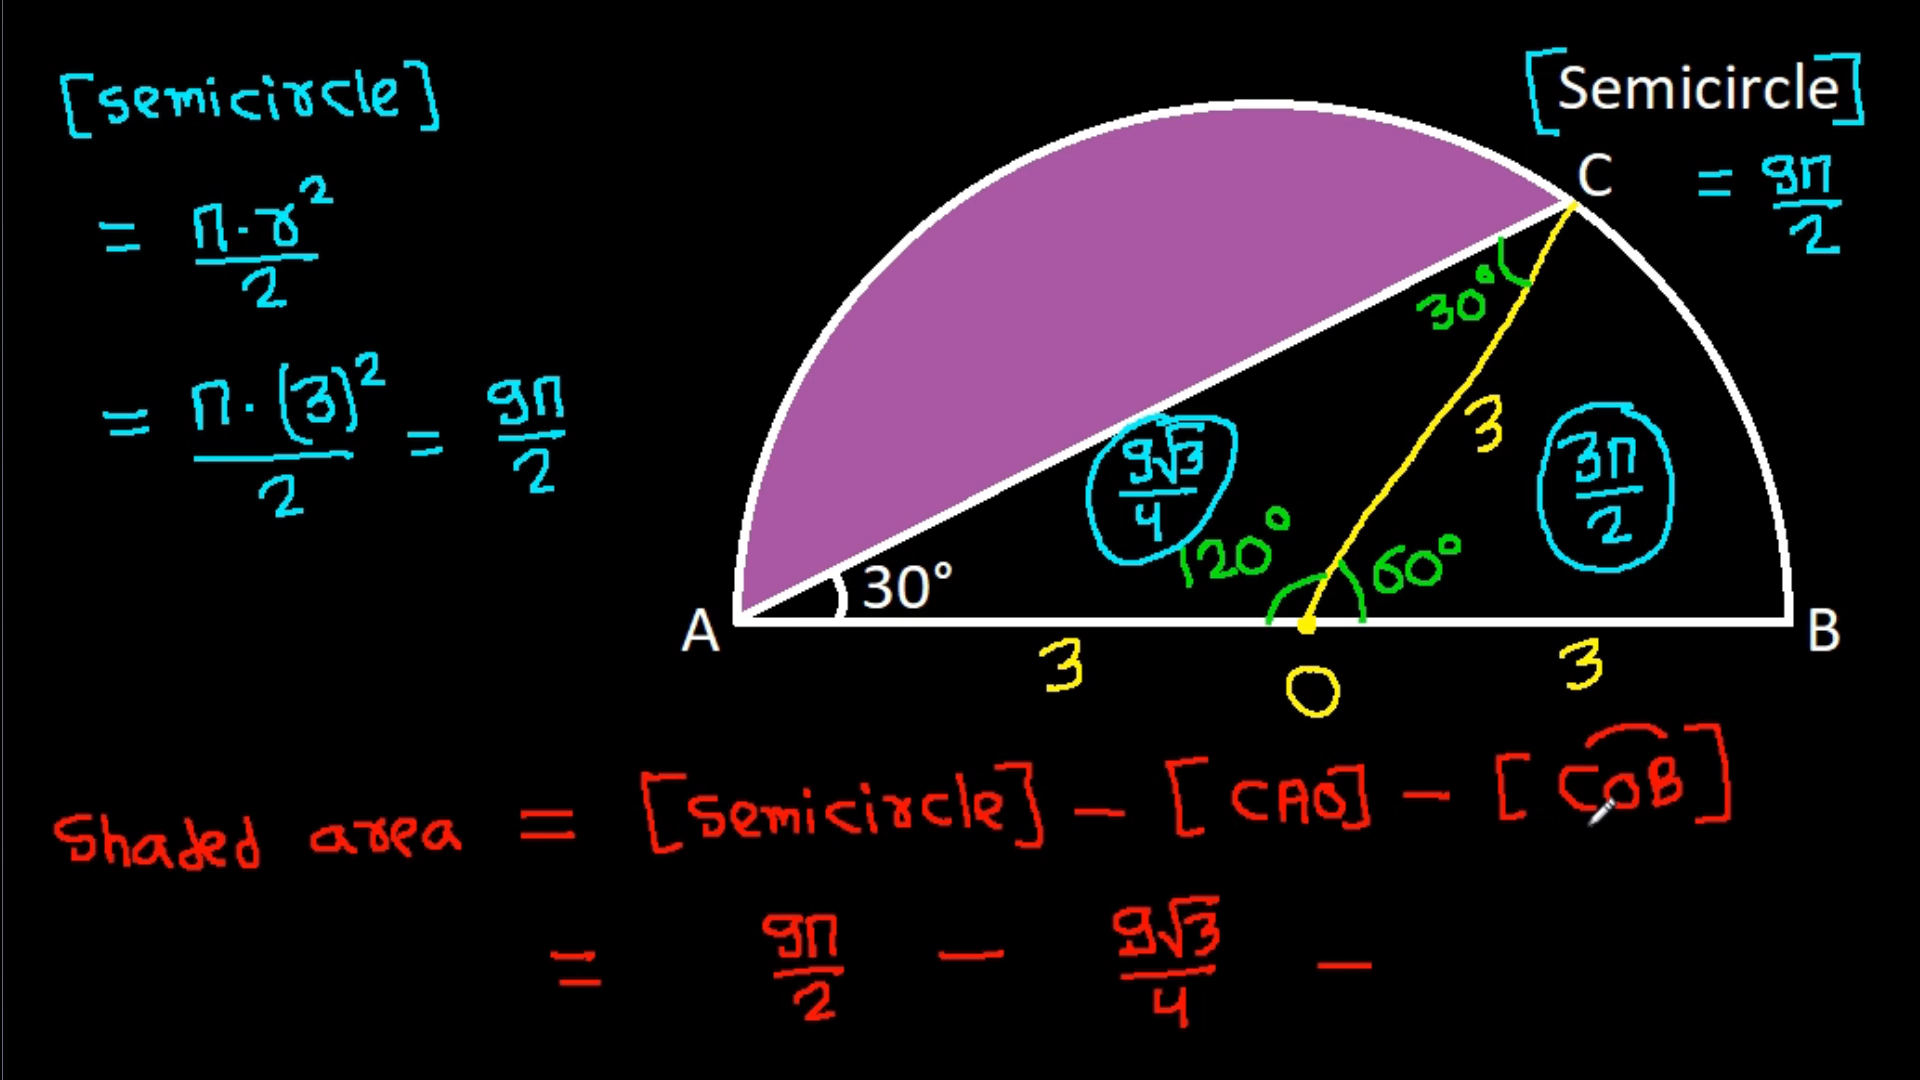 [semicircle]
= π·r²/2
= π·(3)²/2 = 9π/2
[Semicircle]
= 9π/2
C
30°
3
9√3/4
3π/2
120°
60°
30°
A
B
3
3
O
Shaded area = [semicircle] - [CAO] - [COB]
= 9π/2 - 9√3/4 -